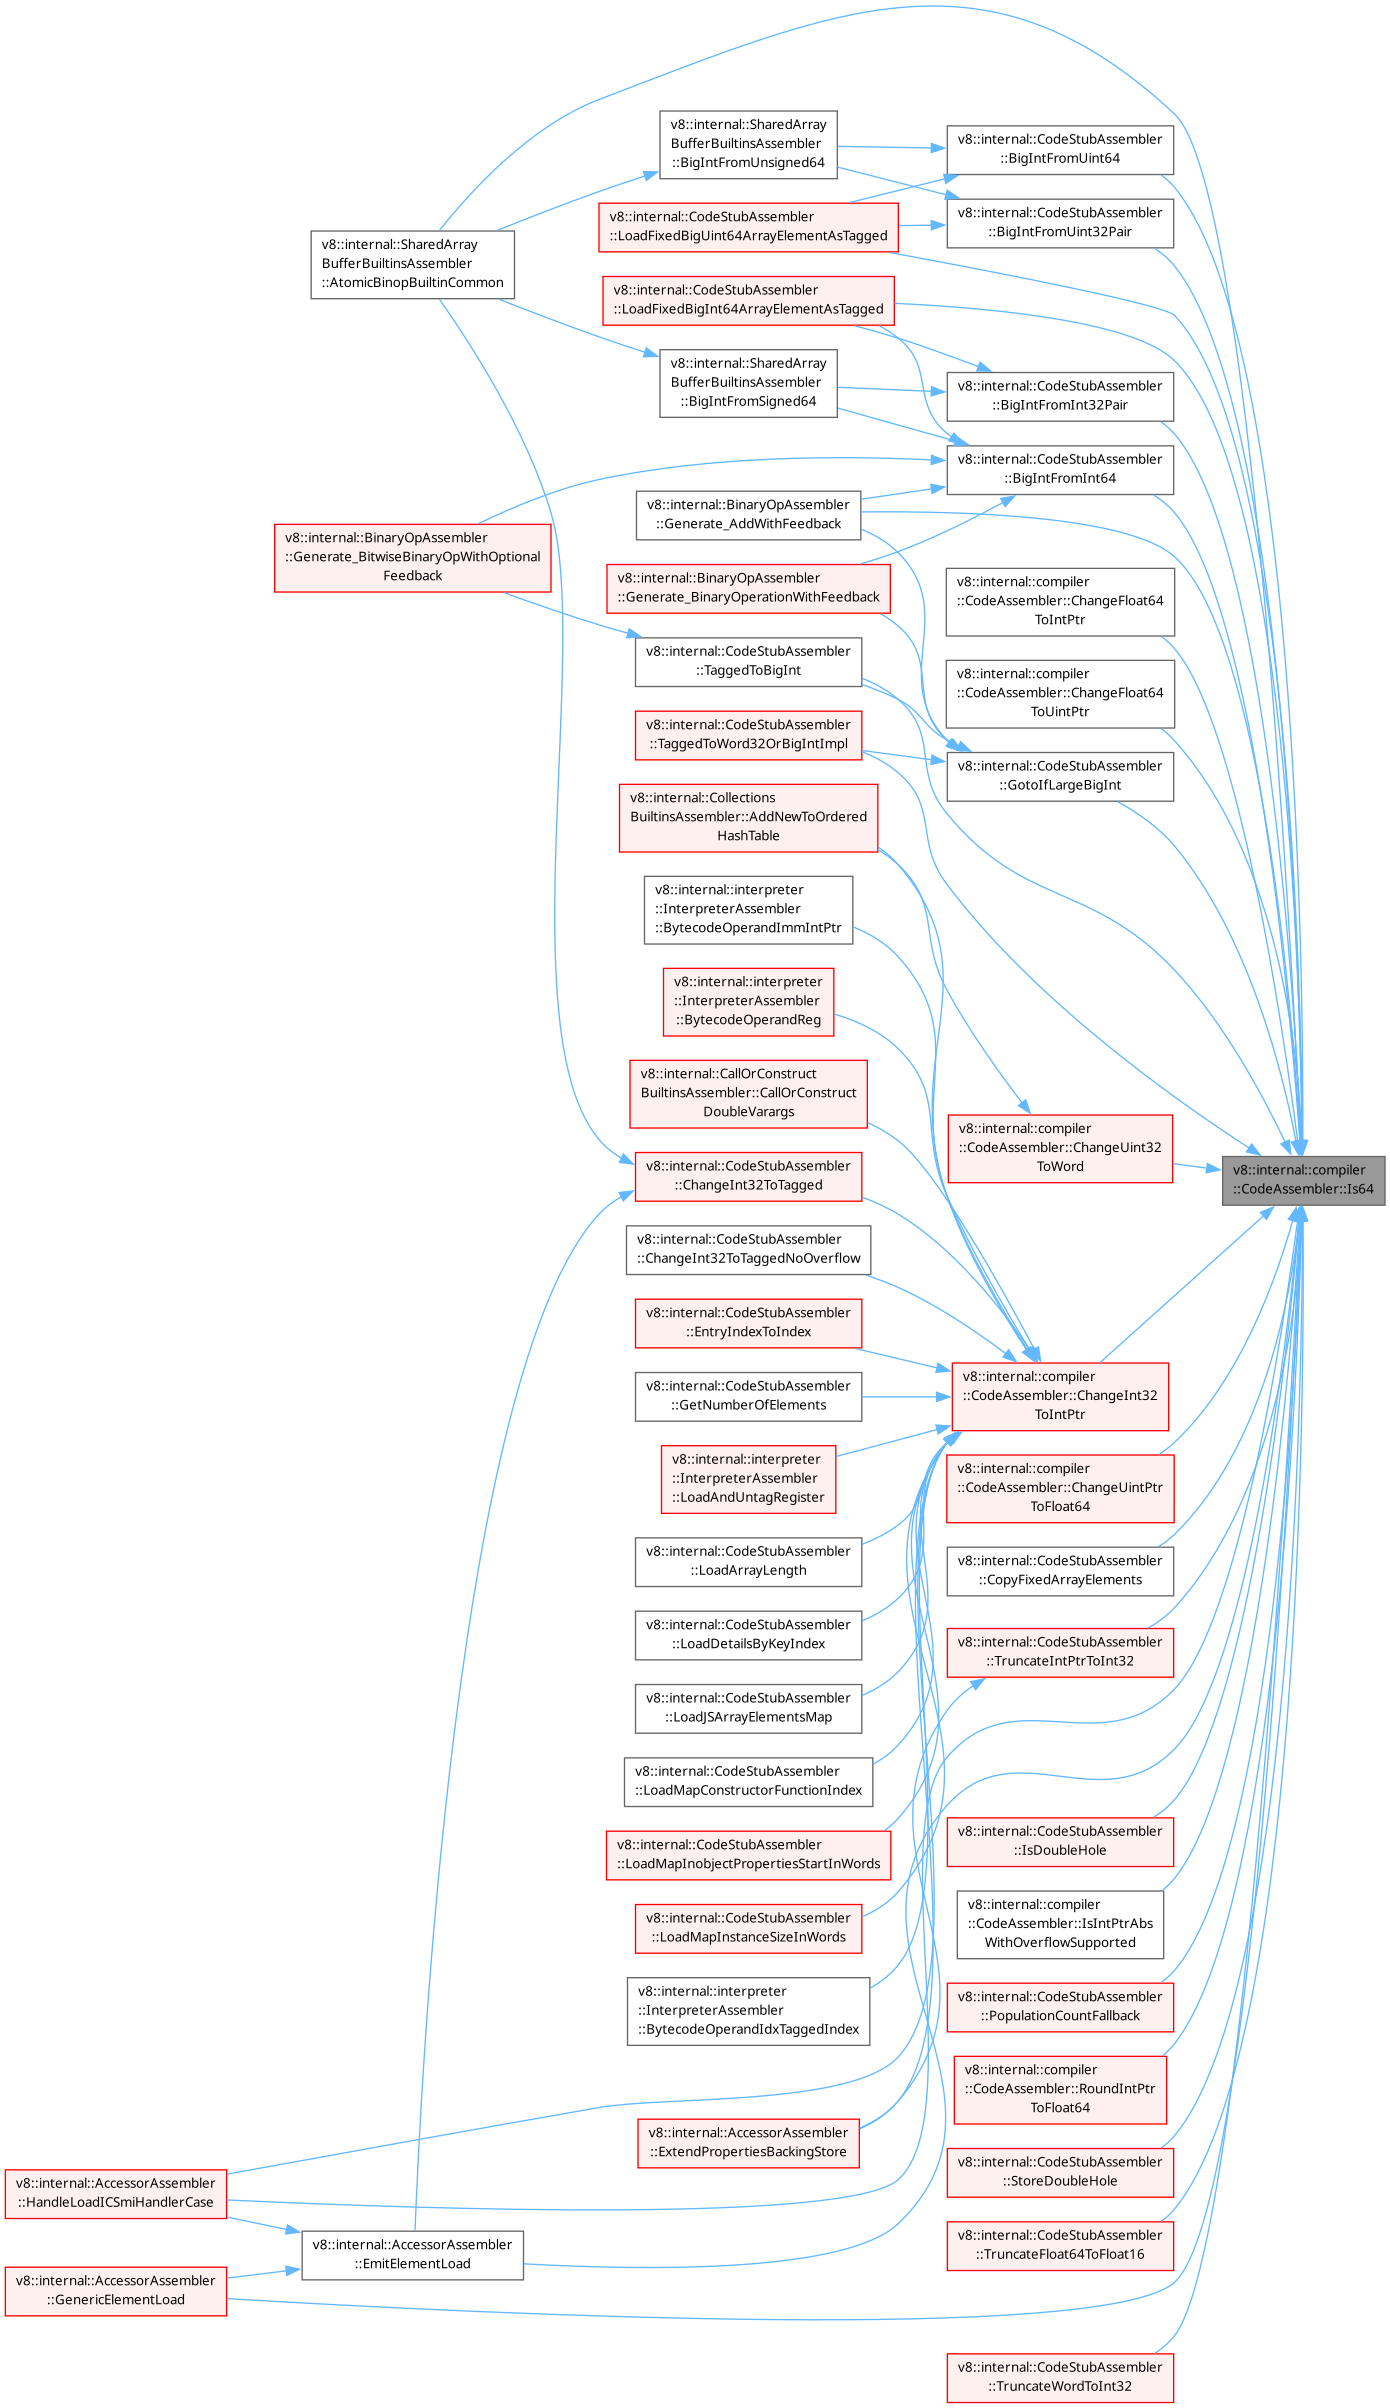 v8::internal::SharedArray
BufferBuiltinsAssembler
::BigIntFromUnsigned64
v8::internal::CodeStubAssembler
::BigIntFromUint64
v8::internal::CodeStubAssembler
::LoadFixedBigUint64ArrayElementAsTagged
v8::internal::CodeStubAssembler
::BigIntFromUint32Pair
v8::internal::SharedArray
BufferBuiltinsAssembler
::AtomicBinopBuiltinCommon
v8::internal::CodeStubAssembler
::LoadFixedBigInt64ArrayElementAsTagged
v8::internal::SharedArray
BufferBuiltinsAssembler
::BigIntFromSigned64
v8::internal::CodeStubAssembler
::BigIntFromInt32Pair
v8::internal::CodeStubAssembler
::BigIntFromInt64
v8::internal::BinaryOpAssembler
::Generate_AddWithFeedback
v8::internal::BinaryOpAssembler
::Generate_BitwiseBinaryOpWithOptional
Feedback
v8::internal::BinaryOpAssembler
::Generate_BinaryOperationWithFeedback
v8::internal::compiler
::CodeAssembler::ChangeFloat64
ToIntPtr
v8::internal::CodeStubAssembler
::TaggedToBigInt
v8::internal::compiler
::CodeAssembler::ChangeFloat64
ToUintPtr
v8::internal::CodeStubAssembler
::TaggedToWord32OrBigIntImpl
v8::internal::CodeStubAssembler
::GotoIfLargeBigInt
v8::internal::Collections
BuiltinsAssembler::AddNewToOrdered
HashTable
v8::internal::interpreter
::InterpreterAssembler
::BytecodeOperandImmIntPtr
v8::internal::interpreter
::InterpreterAssembler
::BytecodeOperandReg
v8::internal::CallOrConstruct
BuiltinsAssembler::CallOrConstruct
DoubleVarargs
v8::internal::compiler
::CodeAssembler::ChangeUint32
ToWord
v8::internal::compiler
::CodeAssembler::Is64
v8::internal::CodeStubAssembler
::ChangeInt32ToTagged
v8::internal::CodeStubAssembler
::ChangeInt32ToTaggedNoOverflow
v8::internal::CodeStubAssembler
::EntryIndexToIndex
v8::internal::CodeStubAssembler
::GetNumberOfElements
v8::internal::compiler
::CodeAssembler::ChangeInt32
ToIntPtr
v8::internal::interpreter
::InterpreterAssembler
::LoadAndUntagRegister
v8::internal::compiler
::CodeAssembler::ChangeUintPtr
ToFloat64
v8::internal::CodeStubAssembler
::LoadArrayLength
v8::internal::CodeStubAssembler
::CopyFixedArrayElements
v8::internal::CodeStubAssembler
::LoadDetailsByKeyIndex
v8::internal::CodeStubAssembler
::TruncateIntPtrToInt32
v8::internal::CodeStubAssembler
::LoadJSArrayElementsMap
v8::internal::CodeStubAssembler
::LoadMapConstructorFunctionIndex
v8::internal::CodeStubAssembler
::LoadMapInobjectPropertiesStartInWords
v8::internal::CodeStubAssembler
::IsDoubleHole
v8::internal::CodeStubAssembler
::LoadMapInstanceSizeInWords
v8::internal::compiler
::CodeAssembler::IsIntPtrAbs
WithOverflowSupported
v8::internal::interpreter
::InterpreterAssembler
::BytecodeOperandIdxTaggedIndex
v8::internal::CodeStubAssembler
::PopulationCountFallback
v8::internal::compiler
::CodeAssembler::RoundIntPtr
ToFloat64
v8::internal::AccessorAssembler
::ExtendPropertiesBackingStore
v8::internal::CodeStubAssembler
::StoreDoubleHole
v8::internal::AccessorAssembler
::HandleLoadICSmiHandlerCase
v8::internal::AccessorAssembler
::EmitElementLoad
v8::internal::CodeStubAssembler
::TruncateFloat64ToFloat16
v8::internal::AccessorAssembler
::GenericElementLoad
v8::internal::CodeStubAssembler
::TruncateWordToInt32